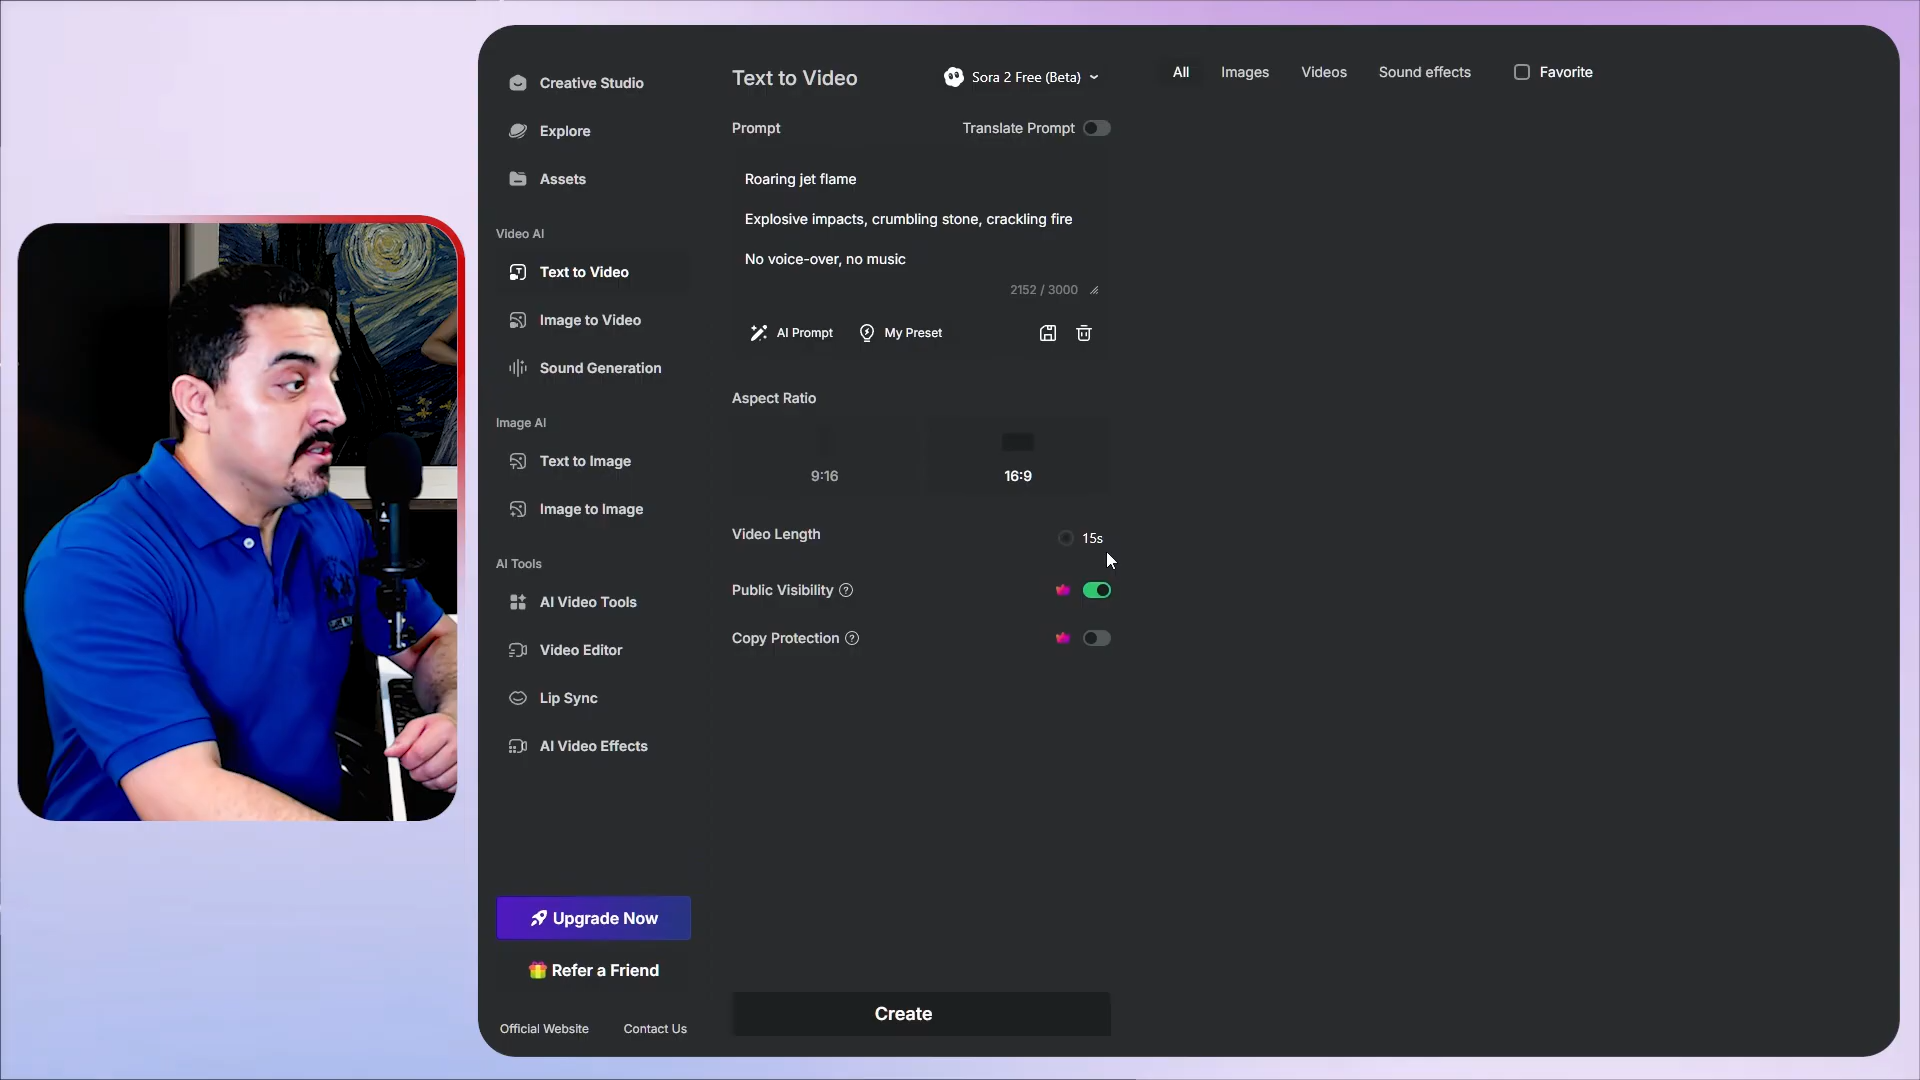 Creative Studio
Explore
Assets
Video AI
Text to Video
Image to Video
Sound Generation
Image AI
Text to Image
Image to Image
AI Tools
AI Video Tools
Video Editor
Lip Sync
AI Video Effects
Upgrade Now
Refer a Friend
Official Website Contact Us
Text to Video Sora 2 Free (Beta)
Prompt Translate Prompt
Roaring jet flame
Explosive impacts, crumbling stone, crackling fire
No voice-over, no music
2152 / 3000
AI Prompt My Preset
Aspect Ratio
9:16 16:9
Video Length 15s
Public Visibility ?
Copy Protection ?
Create
All Images Videos Sound effects Favorite